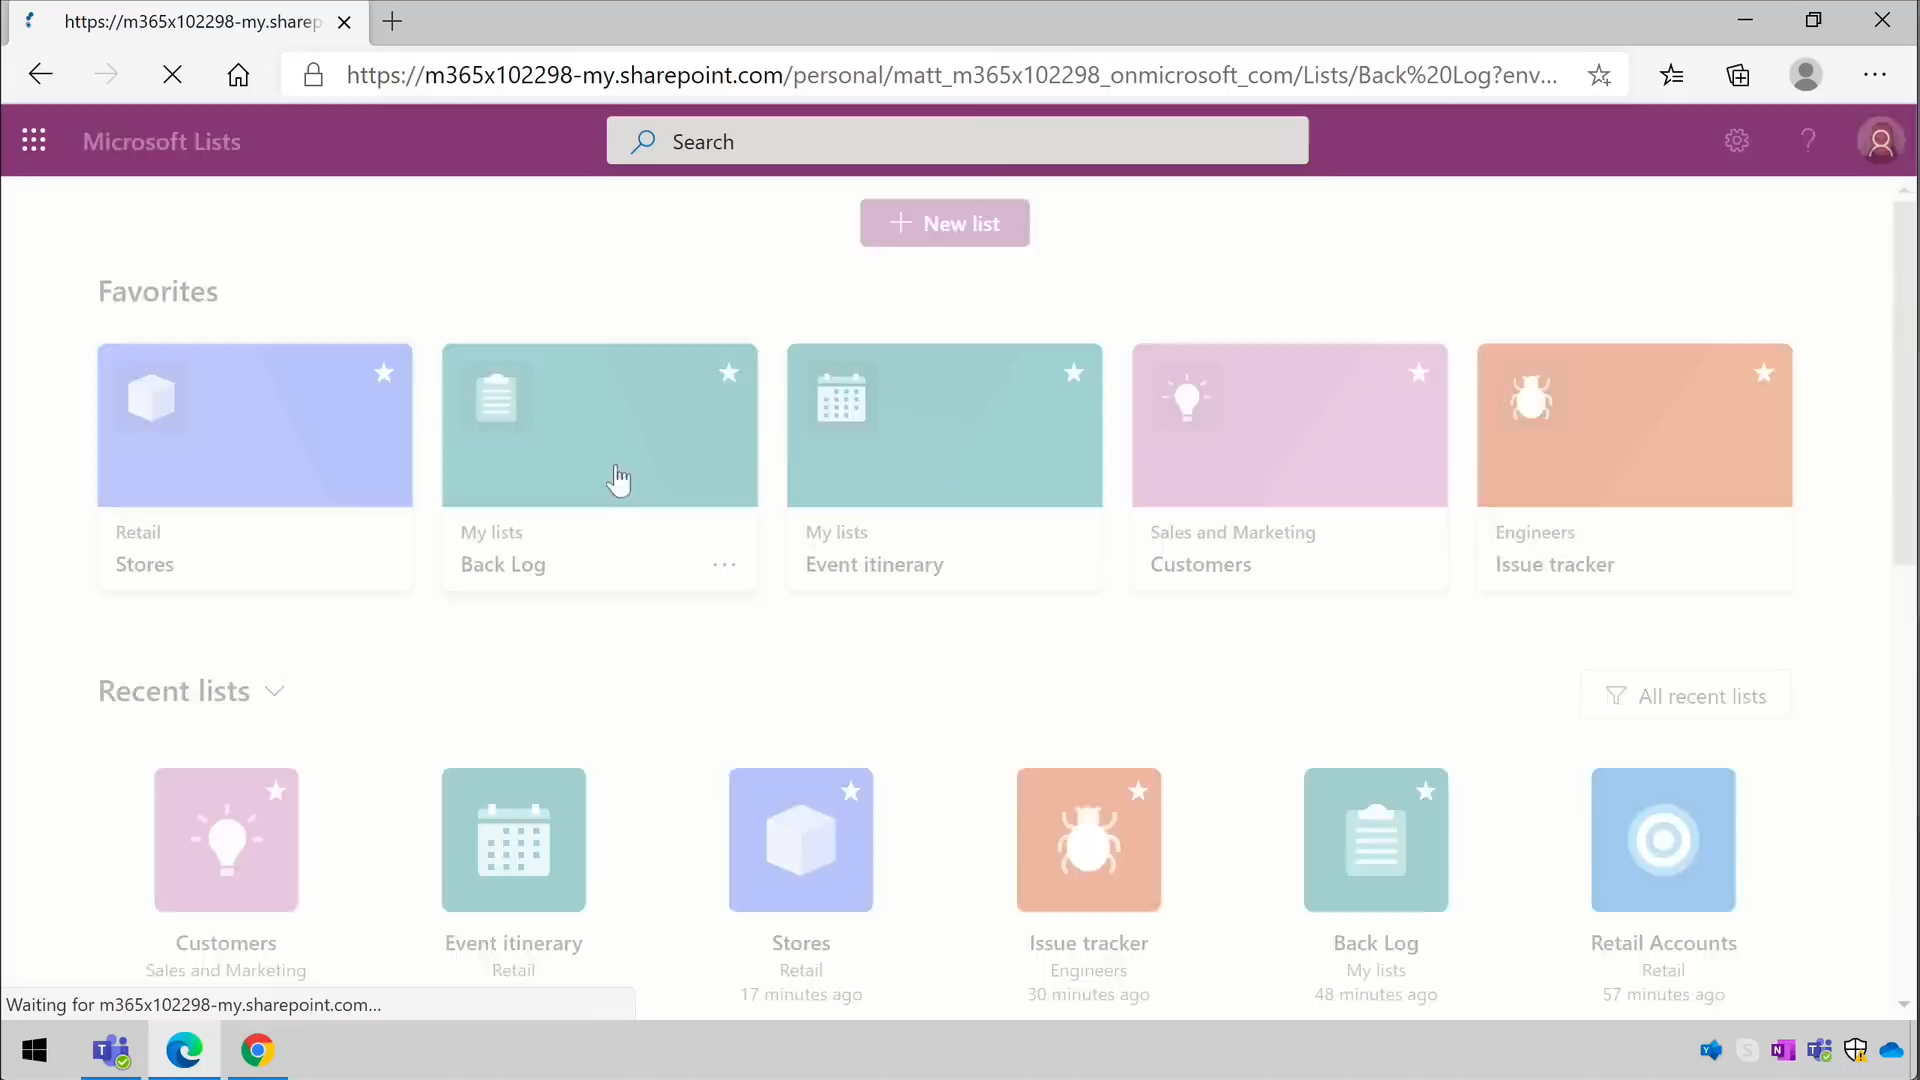 https://m365x102298-my.sharep
https://m365x102298-my.sharepoint.com/personal/matt_m365x102298_onmicrosoft_com/Lists/Back%20Log?env...
Microsoft Lists
Search
?
+ New list
Favorites
Retail
Stores
My lists
Back Log
...
My lists
Event itinerary
Sales and Marketing
Customers
Engineers
Issue tracker
Recent lists
All recent lists
Customers
Sales and Marketing
Event itinerary
Retail
Stores
Retail
17 minutes ago
Issue tracker
Engineers
30 minutes ago
Back Log
My lists
48 minutes ago
Retail Accounts
Retail
57 minutes ago
Waiting for m365x102298-my.sharepoint.com...